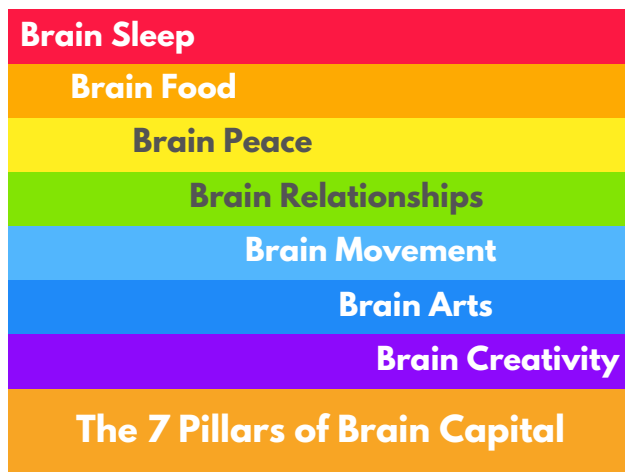 Brain Sleep
Brain Food
Brain Peace
Brain Relationships
Brain Movement
Brain Arts
Brain Creativity
The 7 Pillars of Brain Capital